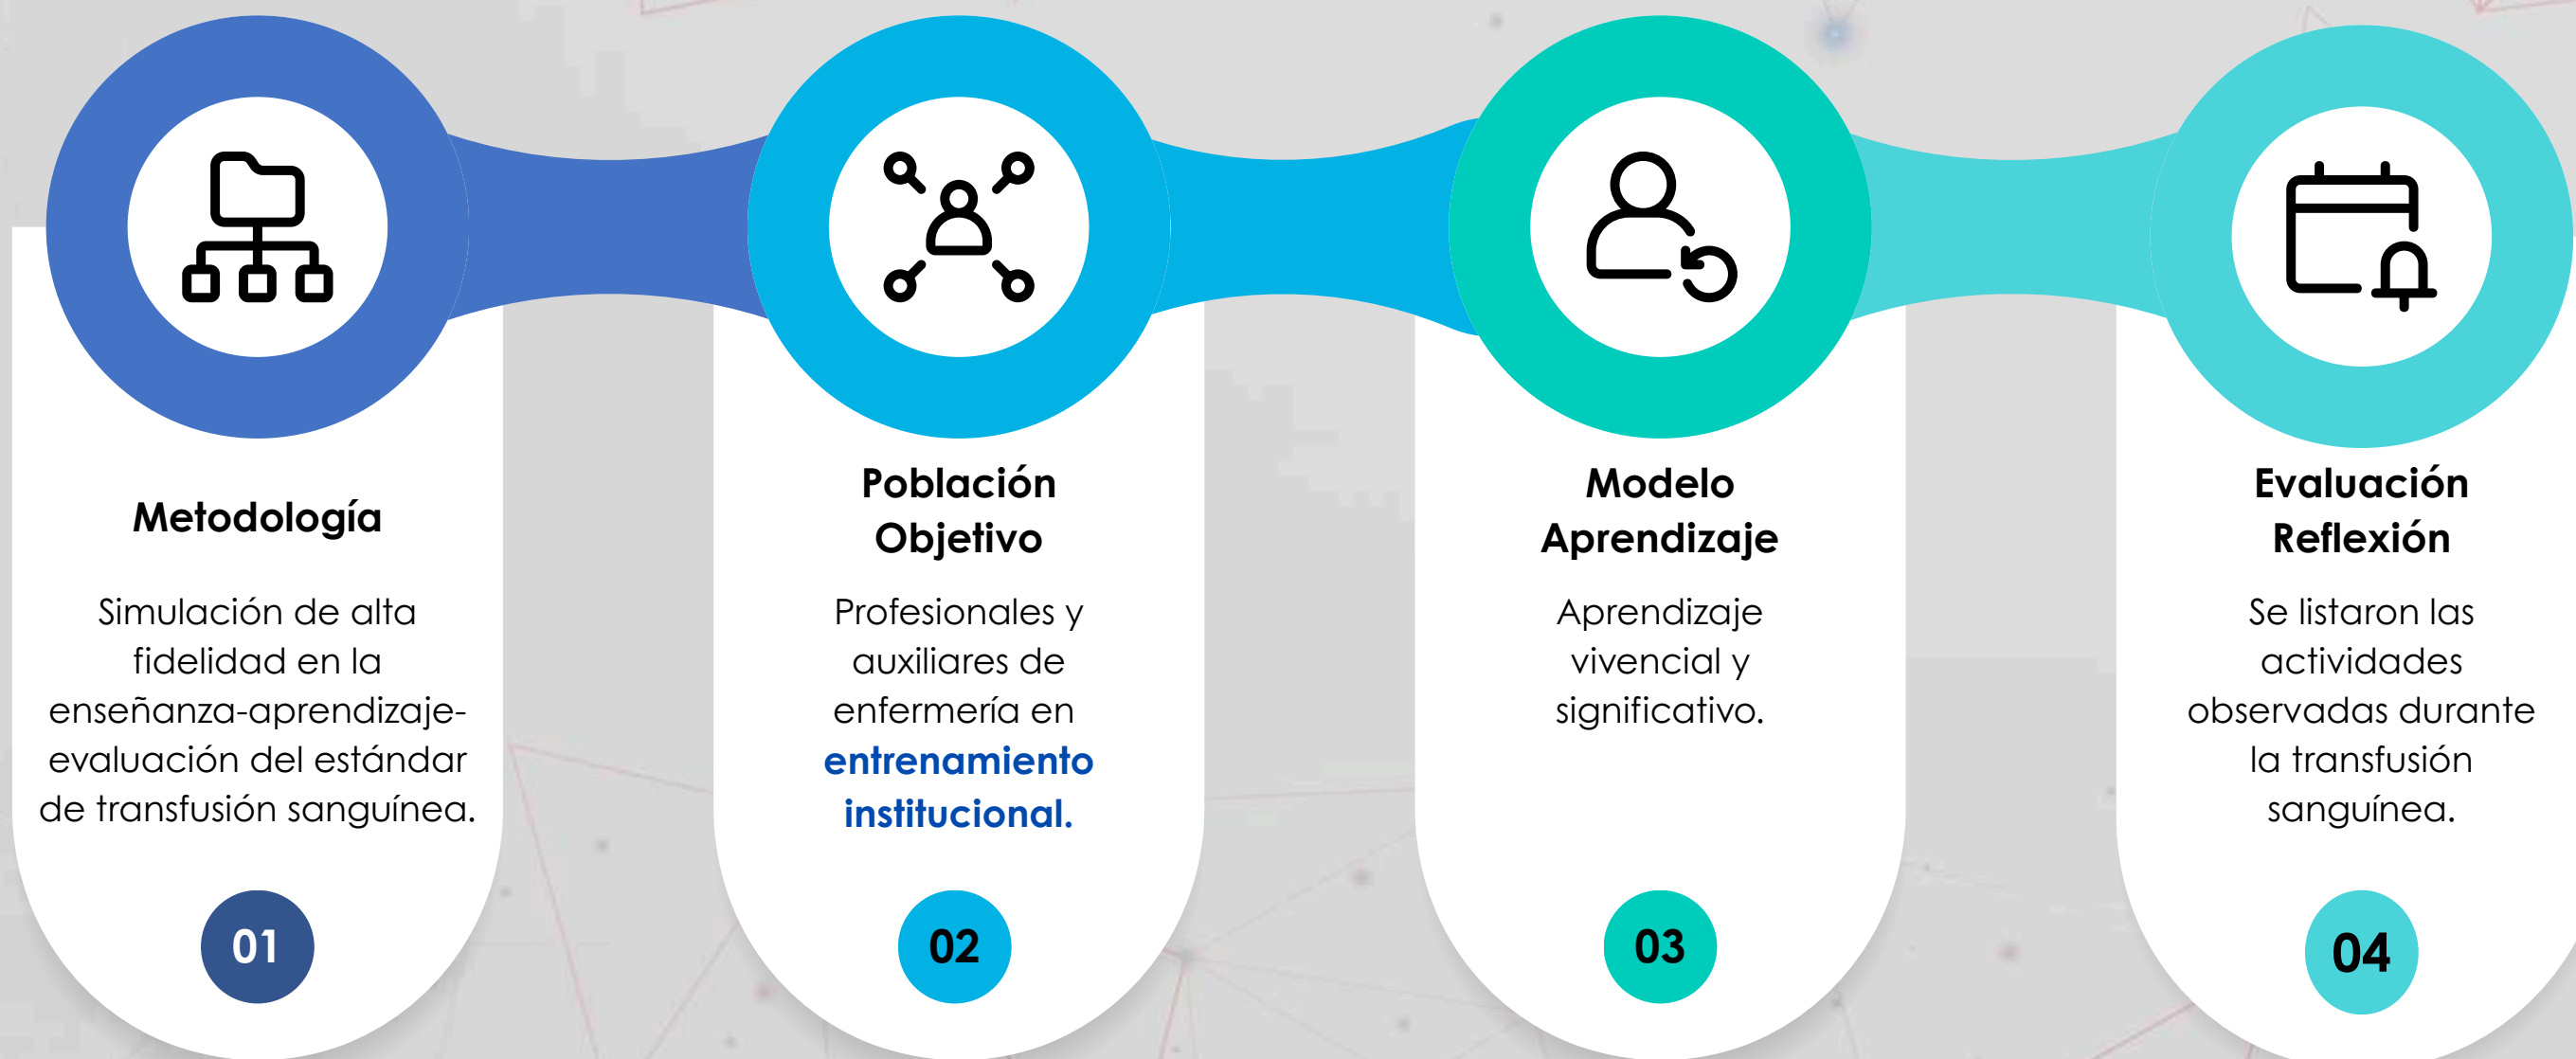 Metodología
Simulación de alta
fidelidad en la
enseñanza-aprendizaje-
evaluación del estándar
de transfusión sanguínea.
01
Población
Objetivo
Profesionales y
auxiliares de
enfermería en
entrenamiento
institucional.
02
Modelo
Aprendizaje
Aprendizaje
vivencial y
significativo.
03
Evaluación
Reflexión
Se listaron las
actividades
observadas durante
la transfusión
sanguínea.
04